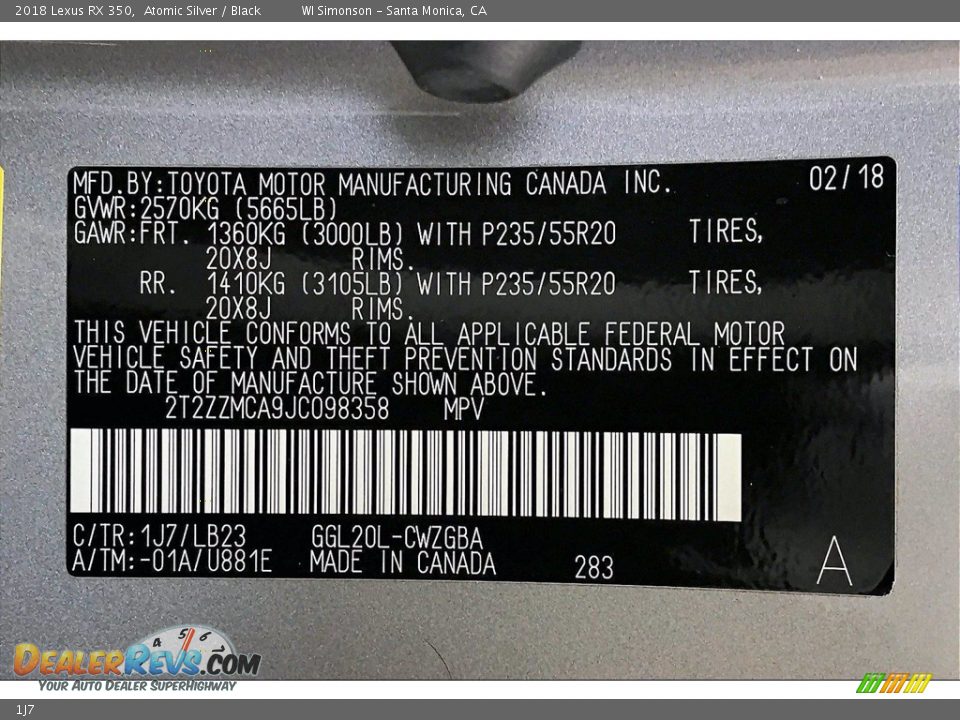 2018 Lexus RX 350, Atomic Silver / Black WI Simonson - Santa Monica, CA
MFD.BY:TOYOTA MOTOR MANUFACTURING CANADA INC. 02/18
GVWR:2570KG (5665LB)
GAWR:FRT. 1360KG (3000LB) WITH P235/55R20 TIRES,
20X8J RIMS.
RR. 1410KG (3105LB) WITH P235/55R20 TIRES,
20X8J RIMS.
THIS VEHICLE CONFORMS TO ALL APPLICABLE FEDERAL MOTOR
VEHICLE SAFETY AND THEFT PREVENTION STANDARDS IN EFFECT ON
THE DATE OF MANUFACTURE SHOWN ABOVE.
2T2ZZMCA9JC098358 MPV
C/TR:1J7/LB23 GGL20L-CWZGBA
A/TM:-01A/U881E MADE IN CANADA 283 A
4 5 6 7
DEALERREVS.COM
YOUR AUTO DEALER SUPERHIGHWAY
1J7